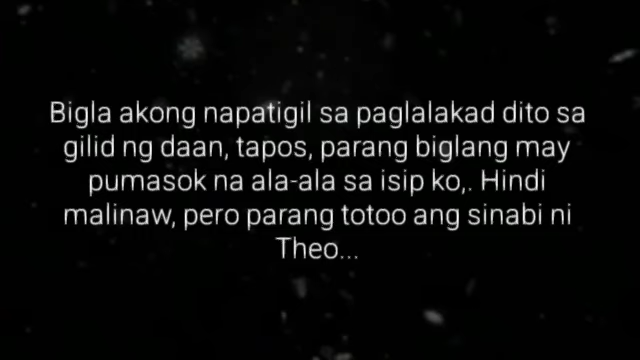 Bigla akong napatigil sa paglalakad dito sa
gilid ng daan, tapos, parang biglang may
pumasok na ala-ala sa isip ko,. Hindi
malinaw, pero parang totoo ang sinabi ni
Theo...